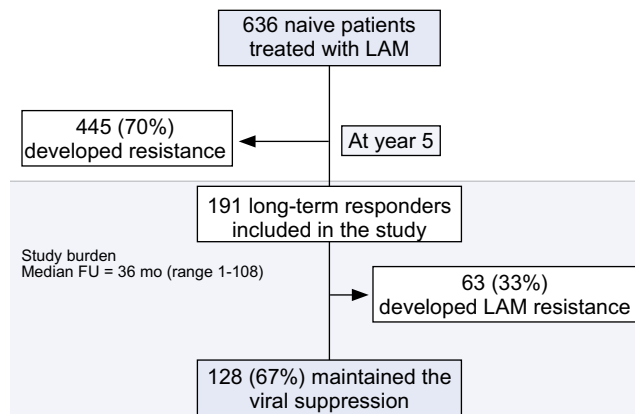 636 naive patients
treated with LAM
445 (70%)
developed resistance
At year 5
191 long-term responders
included in the study
Study burden
Median FU = 36 mo (range 1-108)
63 (33%)
developed LAM resistance
128 (67%) maintained the
viral suppression